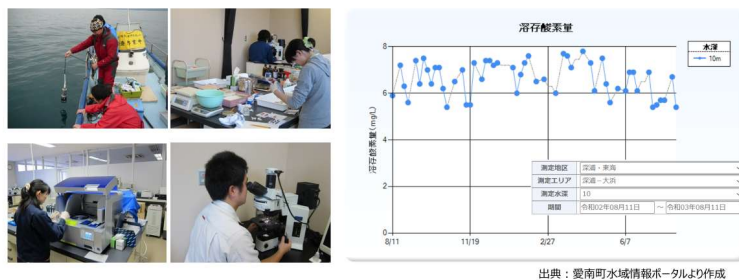 溶存酸素量
水深
10m
溶存酸素量(mg/L)
8
6
4
2
0
8/11
11/19
2/27
6/7
測定地区 深浦・東海
測定エリア 深浦－大浜
測定水深 10
期間 令和02年08月11日 ～ 令和03年08月11日
出典：愛南町水域情報ポータルより作成